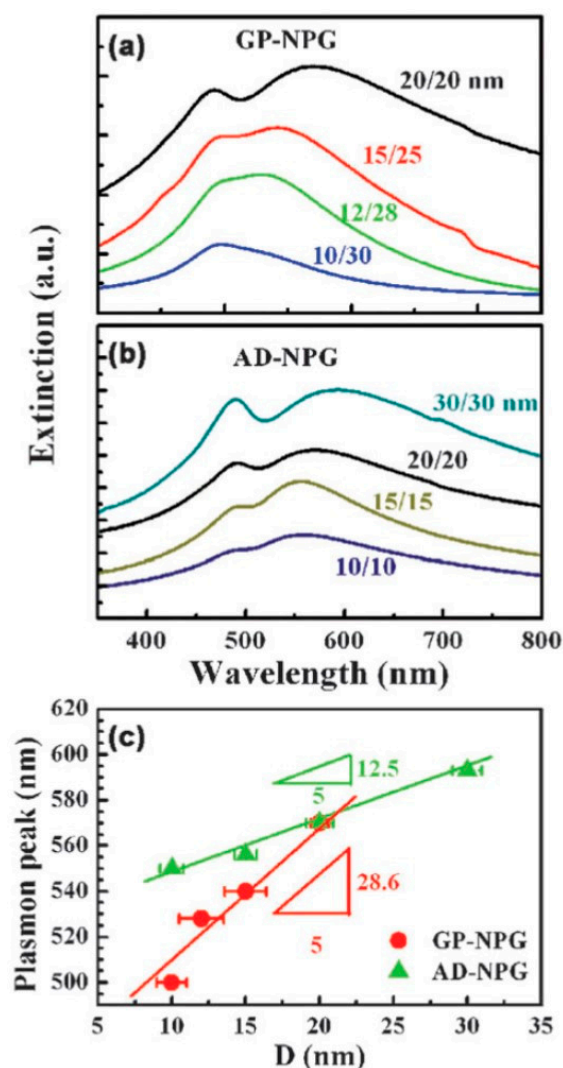 (a)
GP-NPG
20/20 nm
15/25
12/28
10/30
(b)
AD-NPG
30/30 nm
20/20
15/15
10/10
Extinction (a.u.)
400 500 600 700 800
Wavelength (nm)
(c)
620
600
580
560
540
520
500
Plasmon peak (nm)
12.5
5
28.6
5
GP-NPG
AD-NPG
5 10 15 20 25 30 35
D (nm)